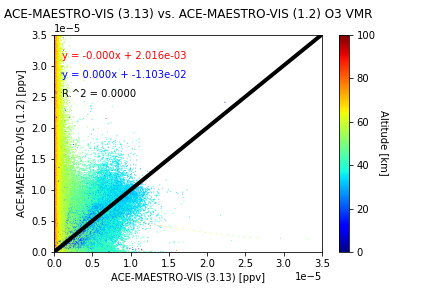 ACE-MAESTRO-VIS (3.13) vs. ACE-MAESTRO-VIS (1.2) O3 VMR
1e−5
3.5
3.0
2.5
2.0
1.5
1.0
0.5
0.0
ACE-MAESTRO-VIS (1.2) [ppv]
y = -0.000x + 2.016e-03
y = 0.000x + -1.103e-02
R.^2 = 0.0000
0.0 0.5 1.0 1.5 2.0 2.5 3.0 3.5
ACE-MAESTRO-VIS (3.13) [ppv]
1e−5
100
80
60
40
20
0
Altitude [km]